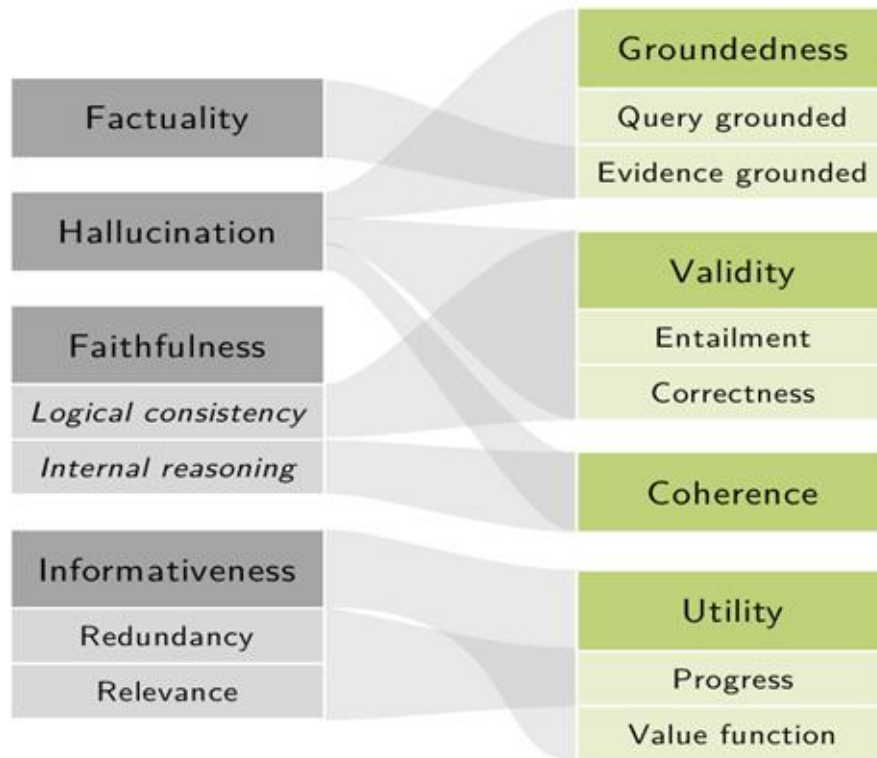 Factuality
Hallucination
Faithfulness
Logical consistency
Internal reasoning
Informativeness
Redundancy
Relevance
Groundedness
Query grounded
Evidence grounded
Validity
Entailment
Correctness
Coherence
Utility
Progress
Value function